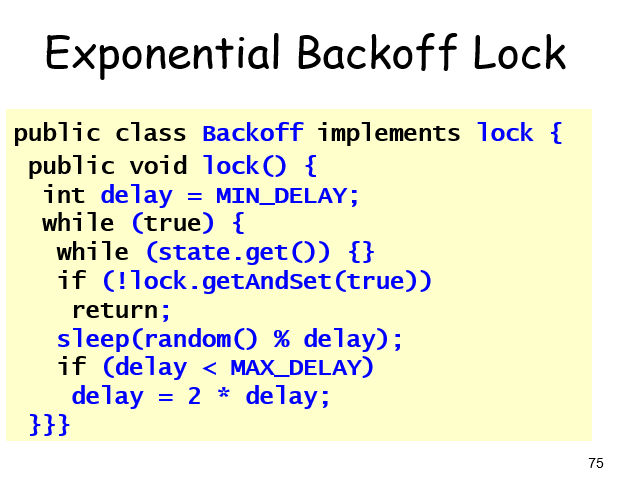 Exponential Backoff Lock
public class Backoff implements lock {
public void lock() {
int delay = MIN_DELAY;
while (true) {
while (state.get()) {}
if (!lock.getAndSet(true))
return;
sleep(random() % delay);
if (delay < MAX_DELAY)
delay = 2 * delay;
}}}
75